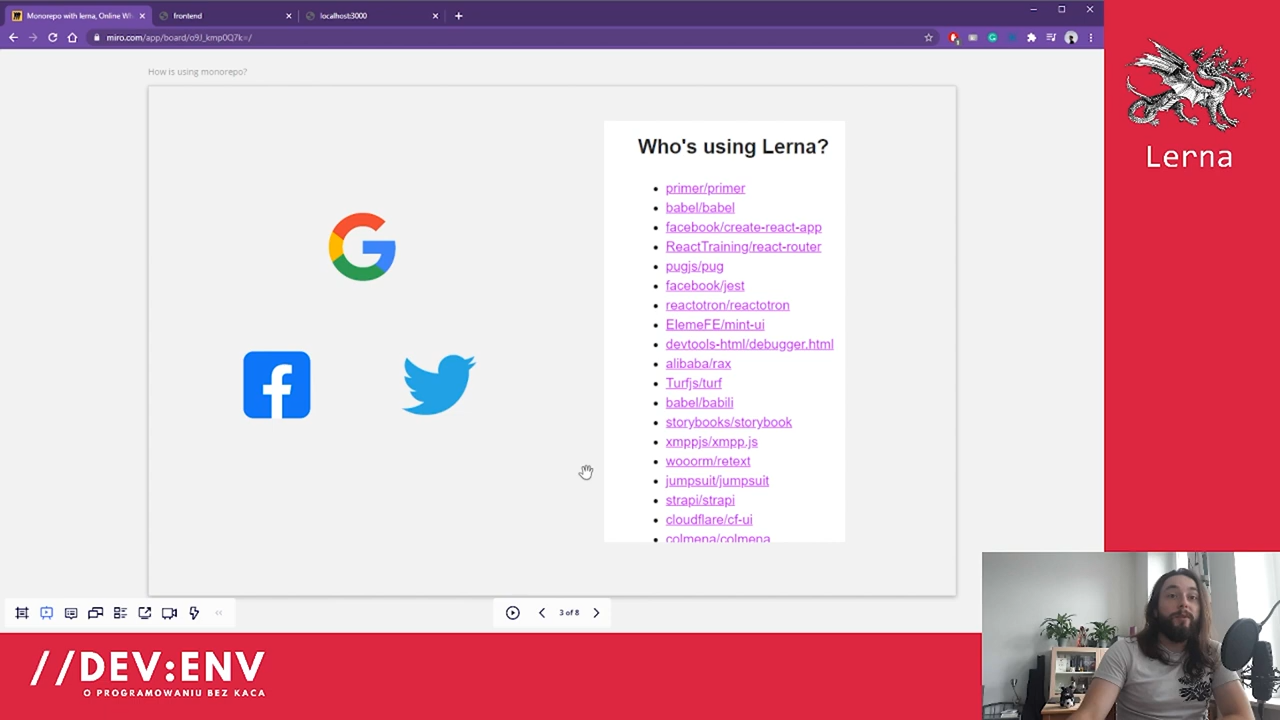 Monorepo with lerna, Online Wh
frontend
localhost:3000
miro.com/app/board/o9J_kmp0Q7k=/
How is using monorepo?
Who's using Lerna?
primer/primer
babel/babel
facebook/create-react-app
ReactTraining/react-router
pugjs/pug
facebook/jest
reactotron/reactotron
ElemeFE/mint-ui
devtools-html/debugger.html
alibaba/rax
Turfjs/turf
babel/babili
storybooks/storybook
xmppjs/xmpp.js
wooorm/retext
jumpsuit/jumpsuit
strapi/strapi
cloudflare/cf-ui
colmena/colmena
3 of 8
Lerna
//DEV:ENV
O PROGRAMOWANIU BEZ KACA